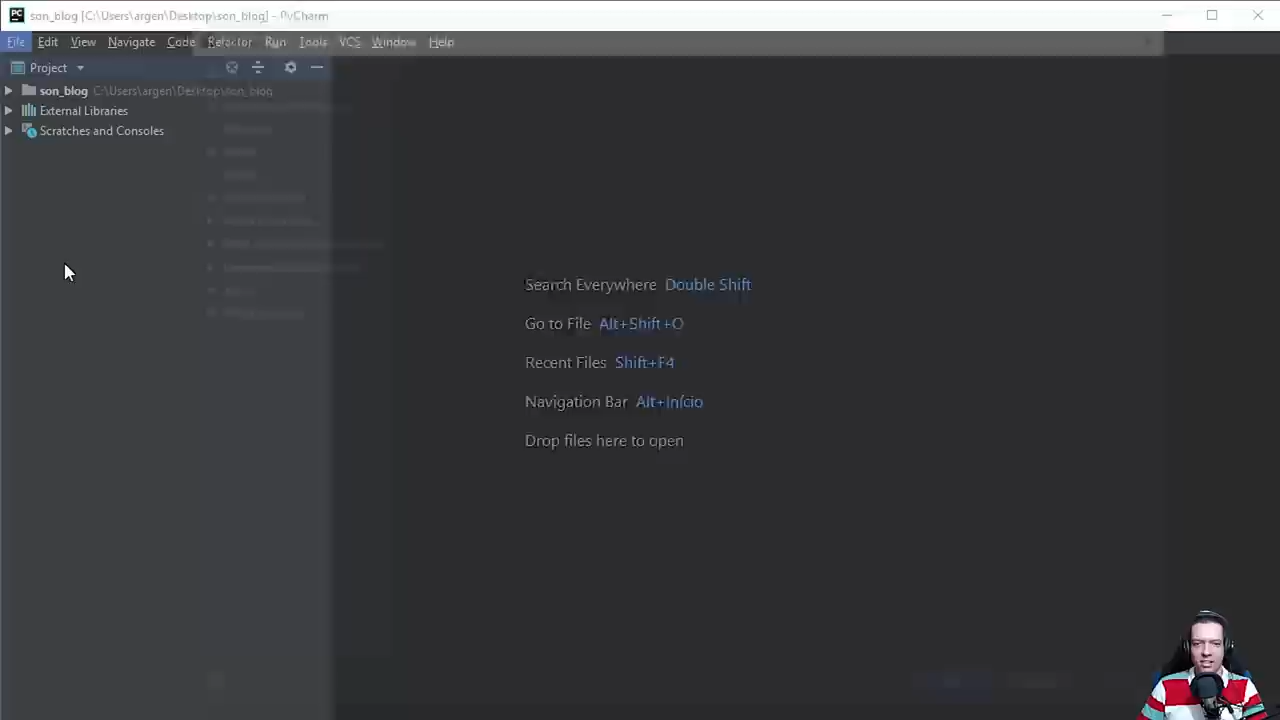 son_blog [C:\Users\argen\Desktop\son_blog] - PyCharm
File Edit View Navigate Code Refactor Run Tools VCS Window Help
Project
son_blog C:\Users\argen\Desktop\son_blog
External Libraries
Scratches and Consoles
Search Everywhere Double Shift
Go to File Alt+Shift+O
Recent Files Shift+F4
Navigation Bar Alt+Início
Drop files here to open